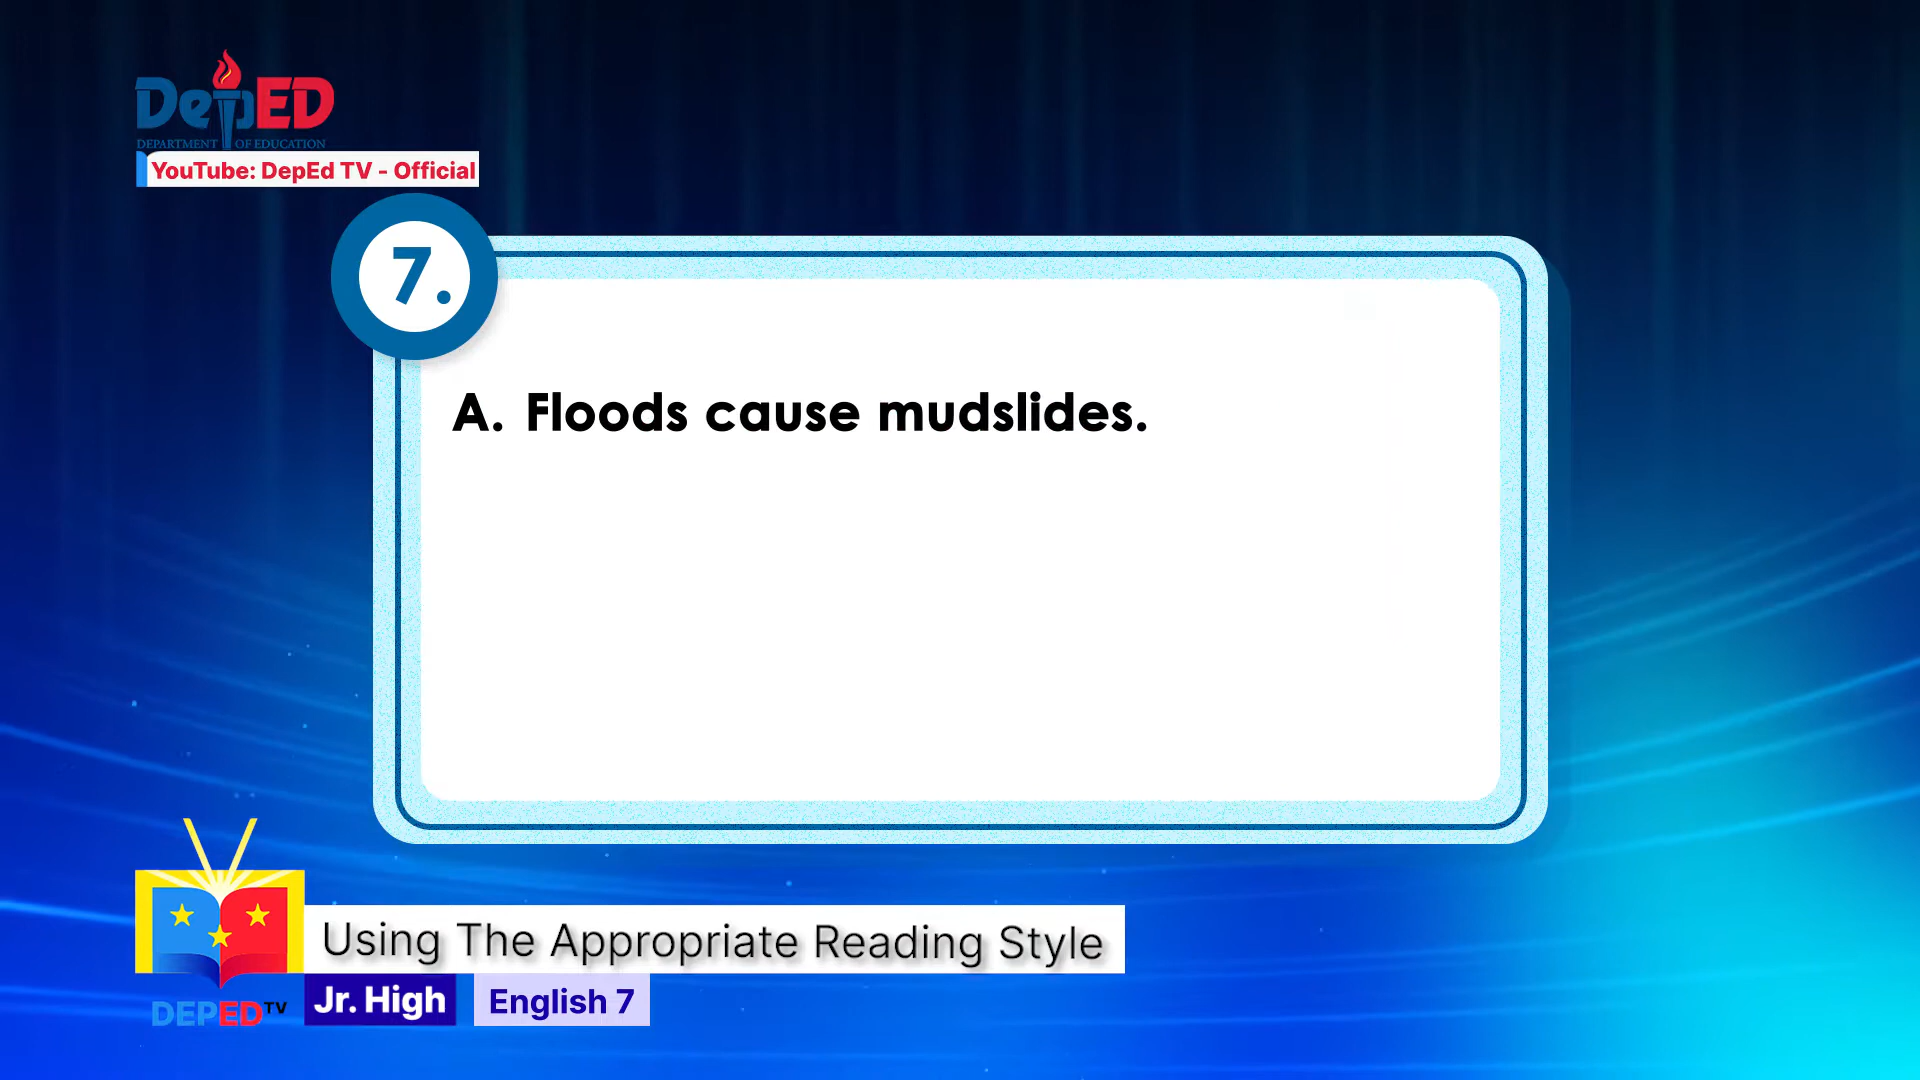 DepED
DEPARTMENT OF EDUCATION
YouTube: DepEd TV - Official
7.
A. Floods cause mudslides.
Using The Appropriate Reading Style
DEPED TV
Jr. High
English 7